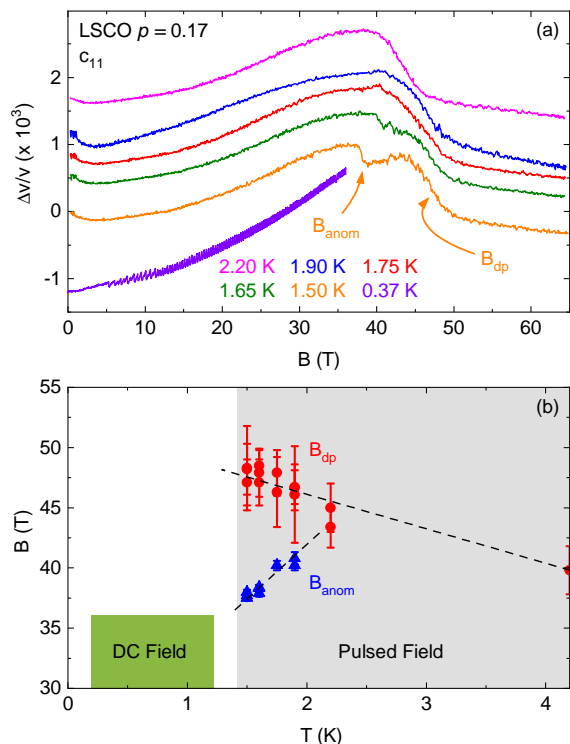 LSCO p = 0.17
(a)
c11
Δv/v (x 10^3)
2
1
0
-1
B_anom
B_dp
2.20 K 1.90 K 1.75 K
1.65 K 1.50 K 0.37 K
0 10 20 30 40 50 60
B (T)
55
(b)
50
B_dp
45
B (T)
40
B_anom
35
DC Field Pulsed Field
30
0 1 2 3 4
T (K)